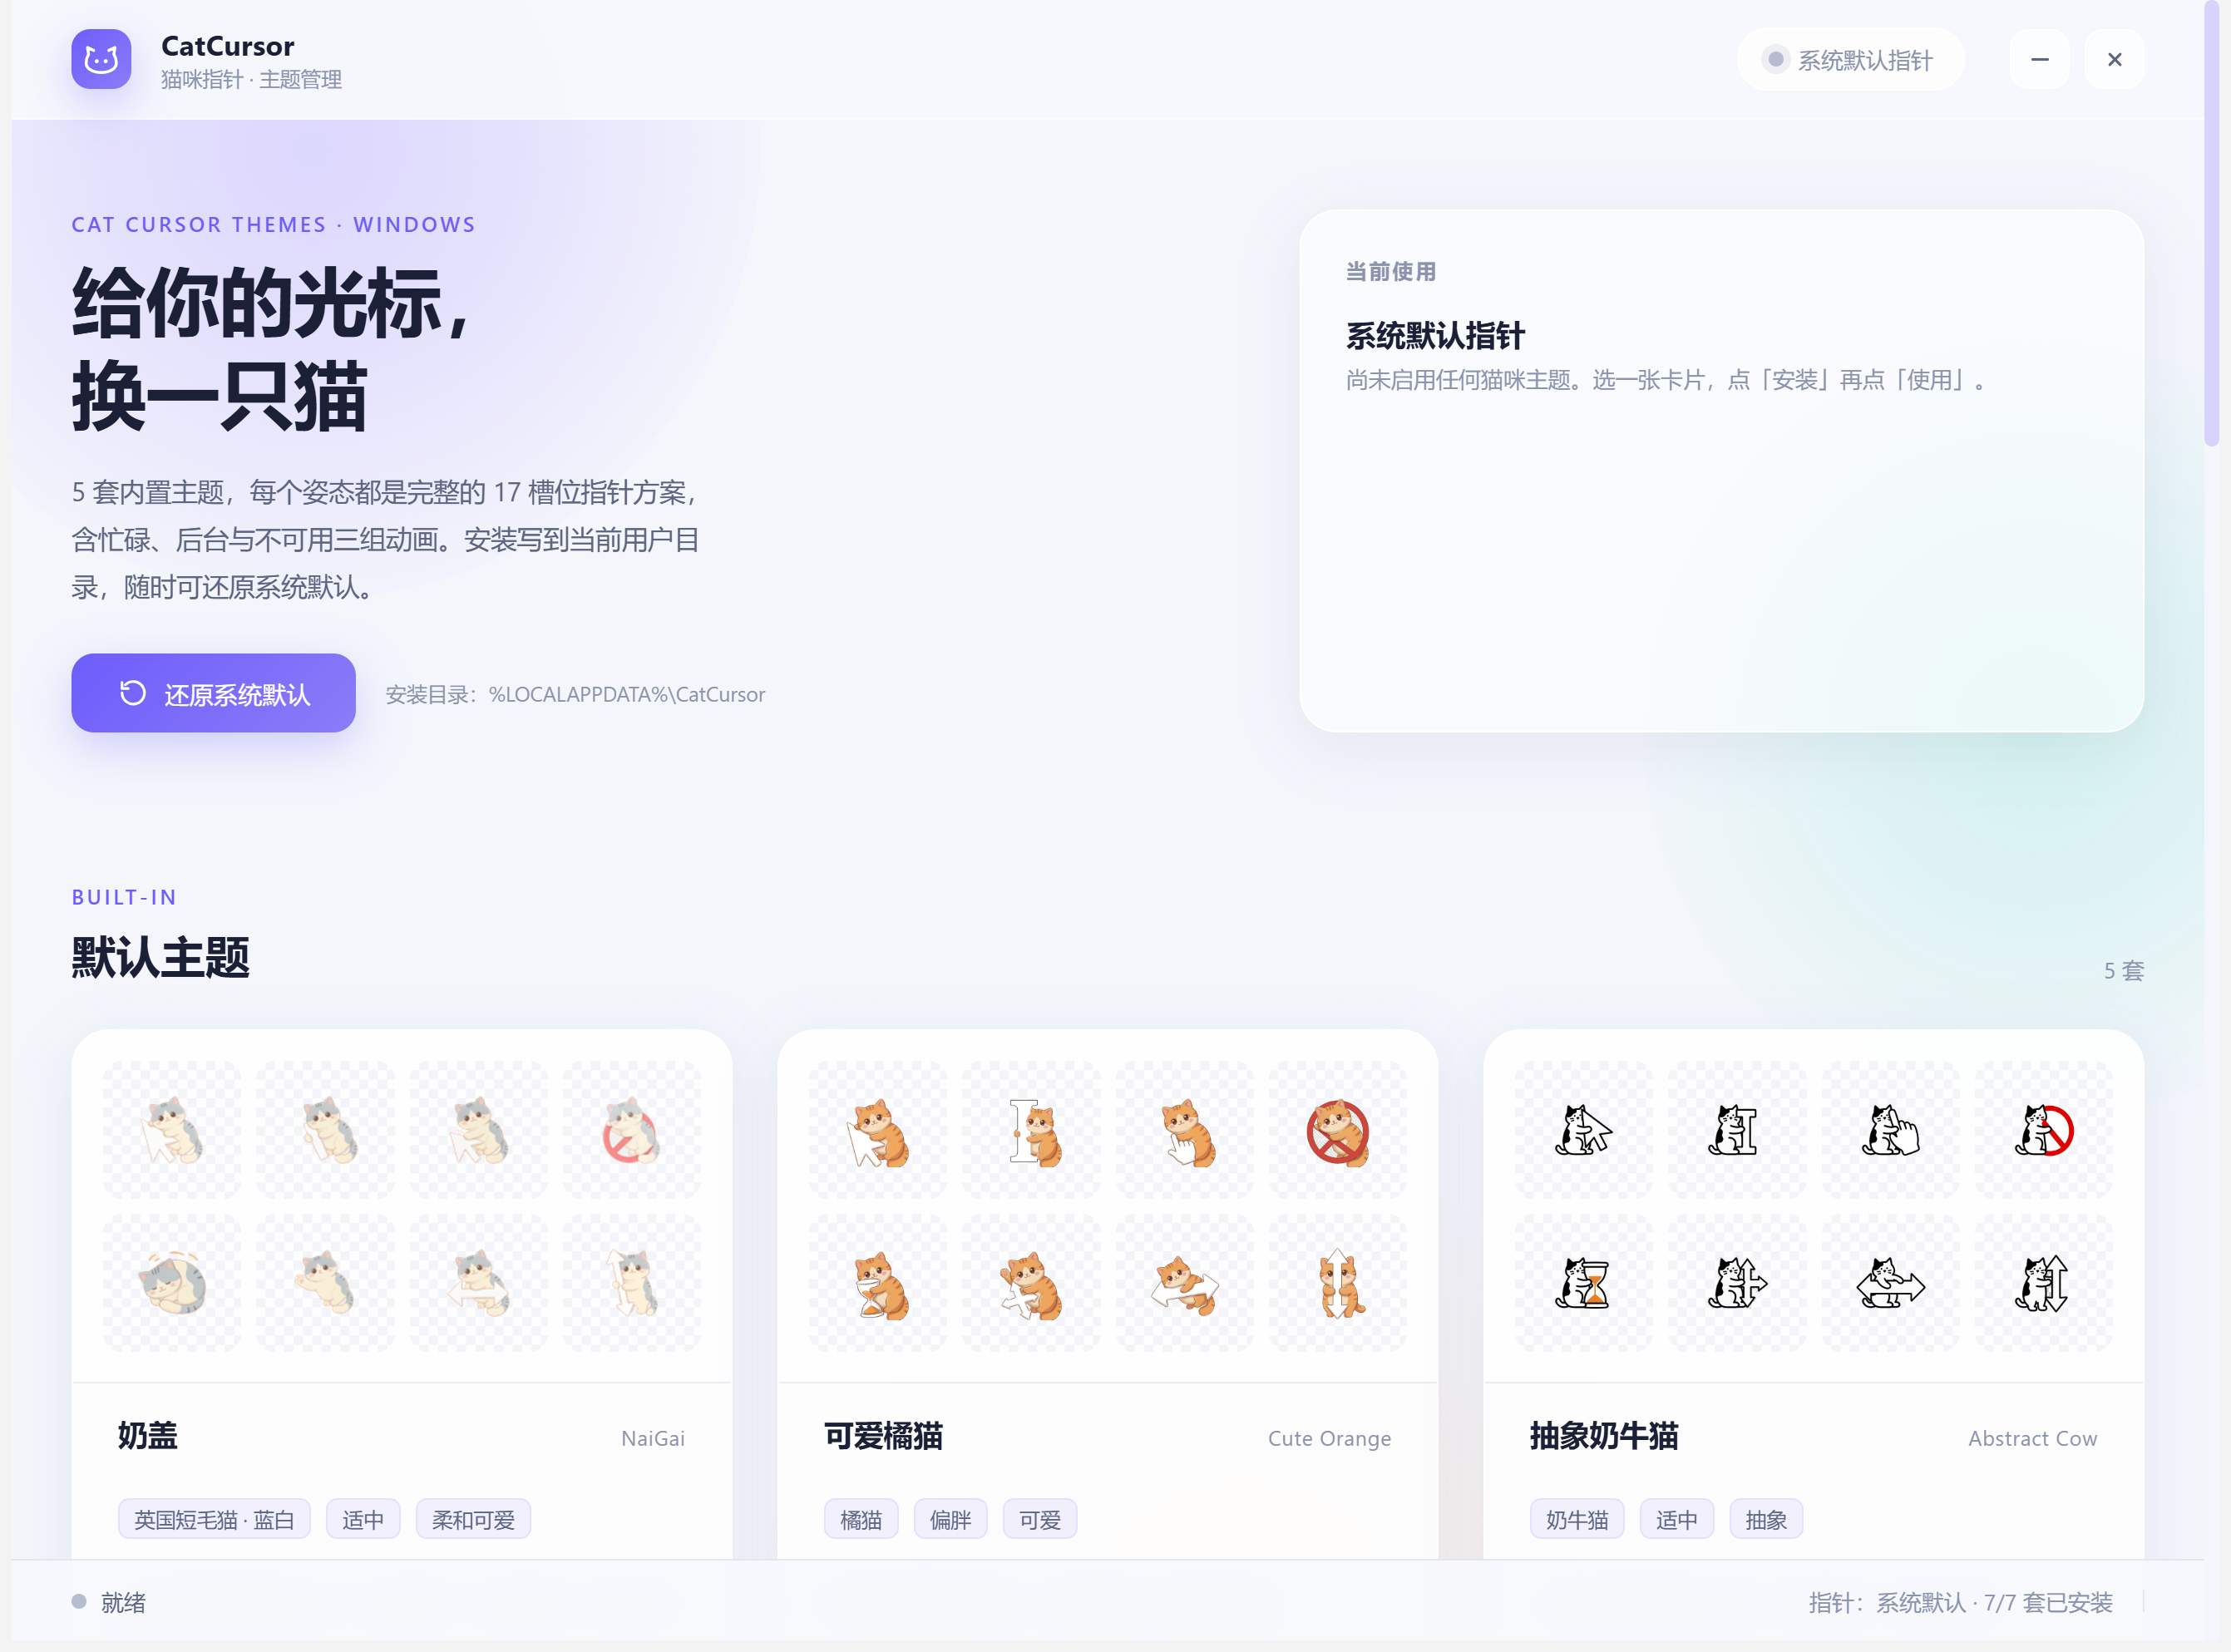 CatCursor
猫咪指针 · 主题管理
系统默认指针
CAT CURSOR THEMES · WINDOWS
给你的光标，
换一只猫
5 套内置主题，每个姿态都是完整的 17 槽位指针方案，
含忙碌、后台与不可用三组动画。安装写到当前用户目
录，随时可还原系统默认。
还原系统默认
安装目录：%LOCALAPPDATA%\CatCursor
当前使用
系统默认指针
尚未启用任何猫咪主题。选一张卡片，点「安装」再点「使用」。
BUILT-IN
默认主题
5 套
奶盖
NaiGai
英国短毛猫 · 蓝白
适中
柔和可爱
可爱橘猫
Cute Orange
橘猫
偏胖
可爱
抽象奶牛猫
Abstract Cow
奶牛猫
适中
抽象
就绪
指针：系统默认 · 7/7 套已安装